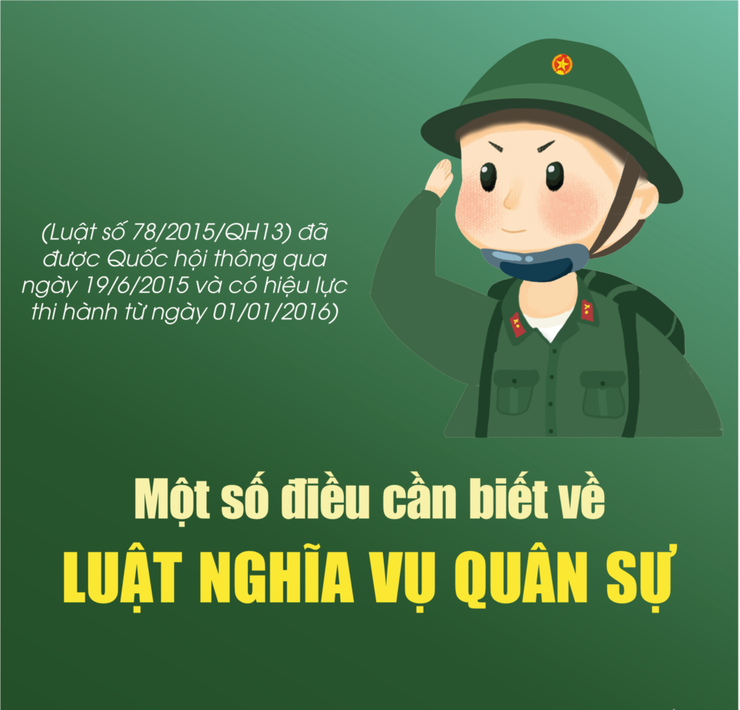 (Luật số 78/2015/QH13) đã
được Quốc hội thông qua
ngày 19/6/2015 và có hiệu lực
thi hành từ ngày 01/01/2016)
Một số điều cần biết về
LUẬT NGHĨA VỤ QUÂN SỰ